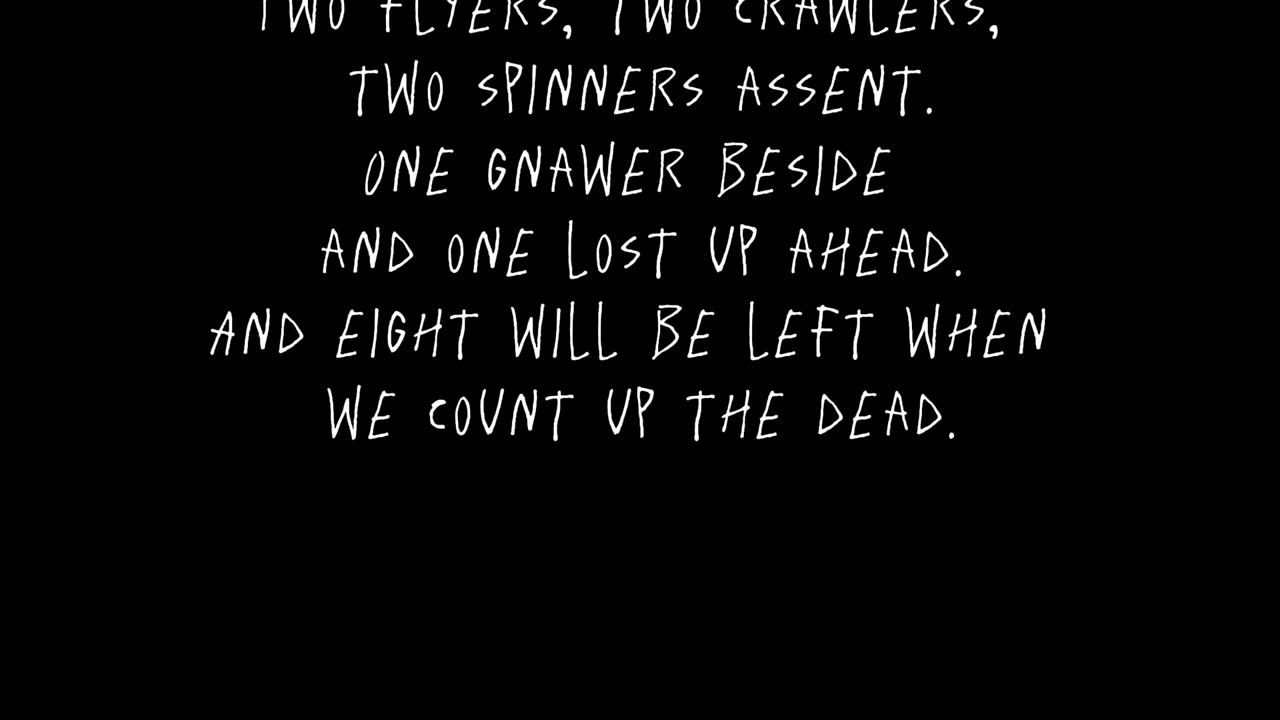 TWO FLYERS, TWO CRAWLERS,
TWO SPINNERS ASSENT.
ONE GNAWER BESIDE
AND ONE LOST UP AHEAD.
AND EIGHT WILL BE LEFT WHEN
WE COUNT UP THE DEAD.